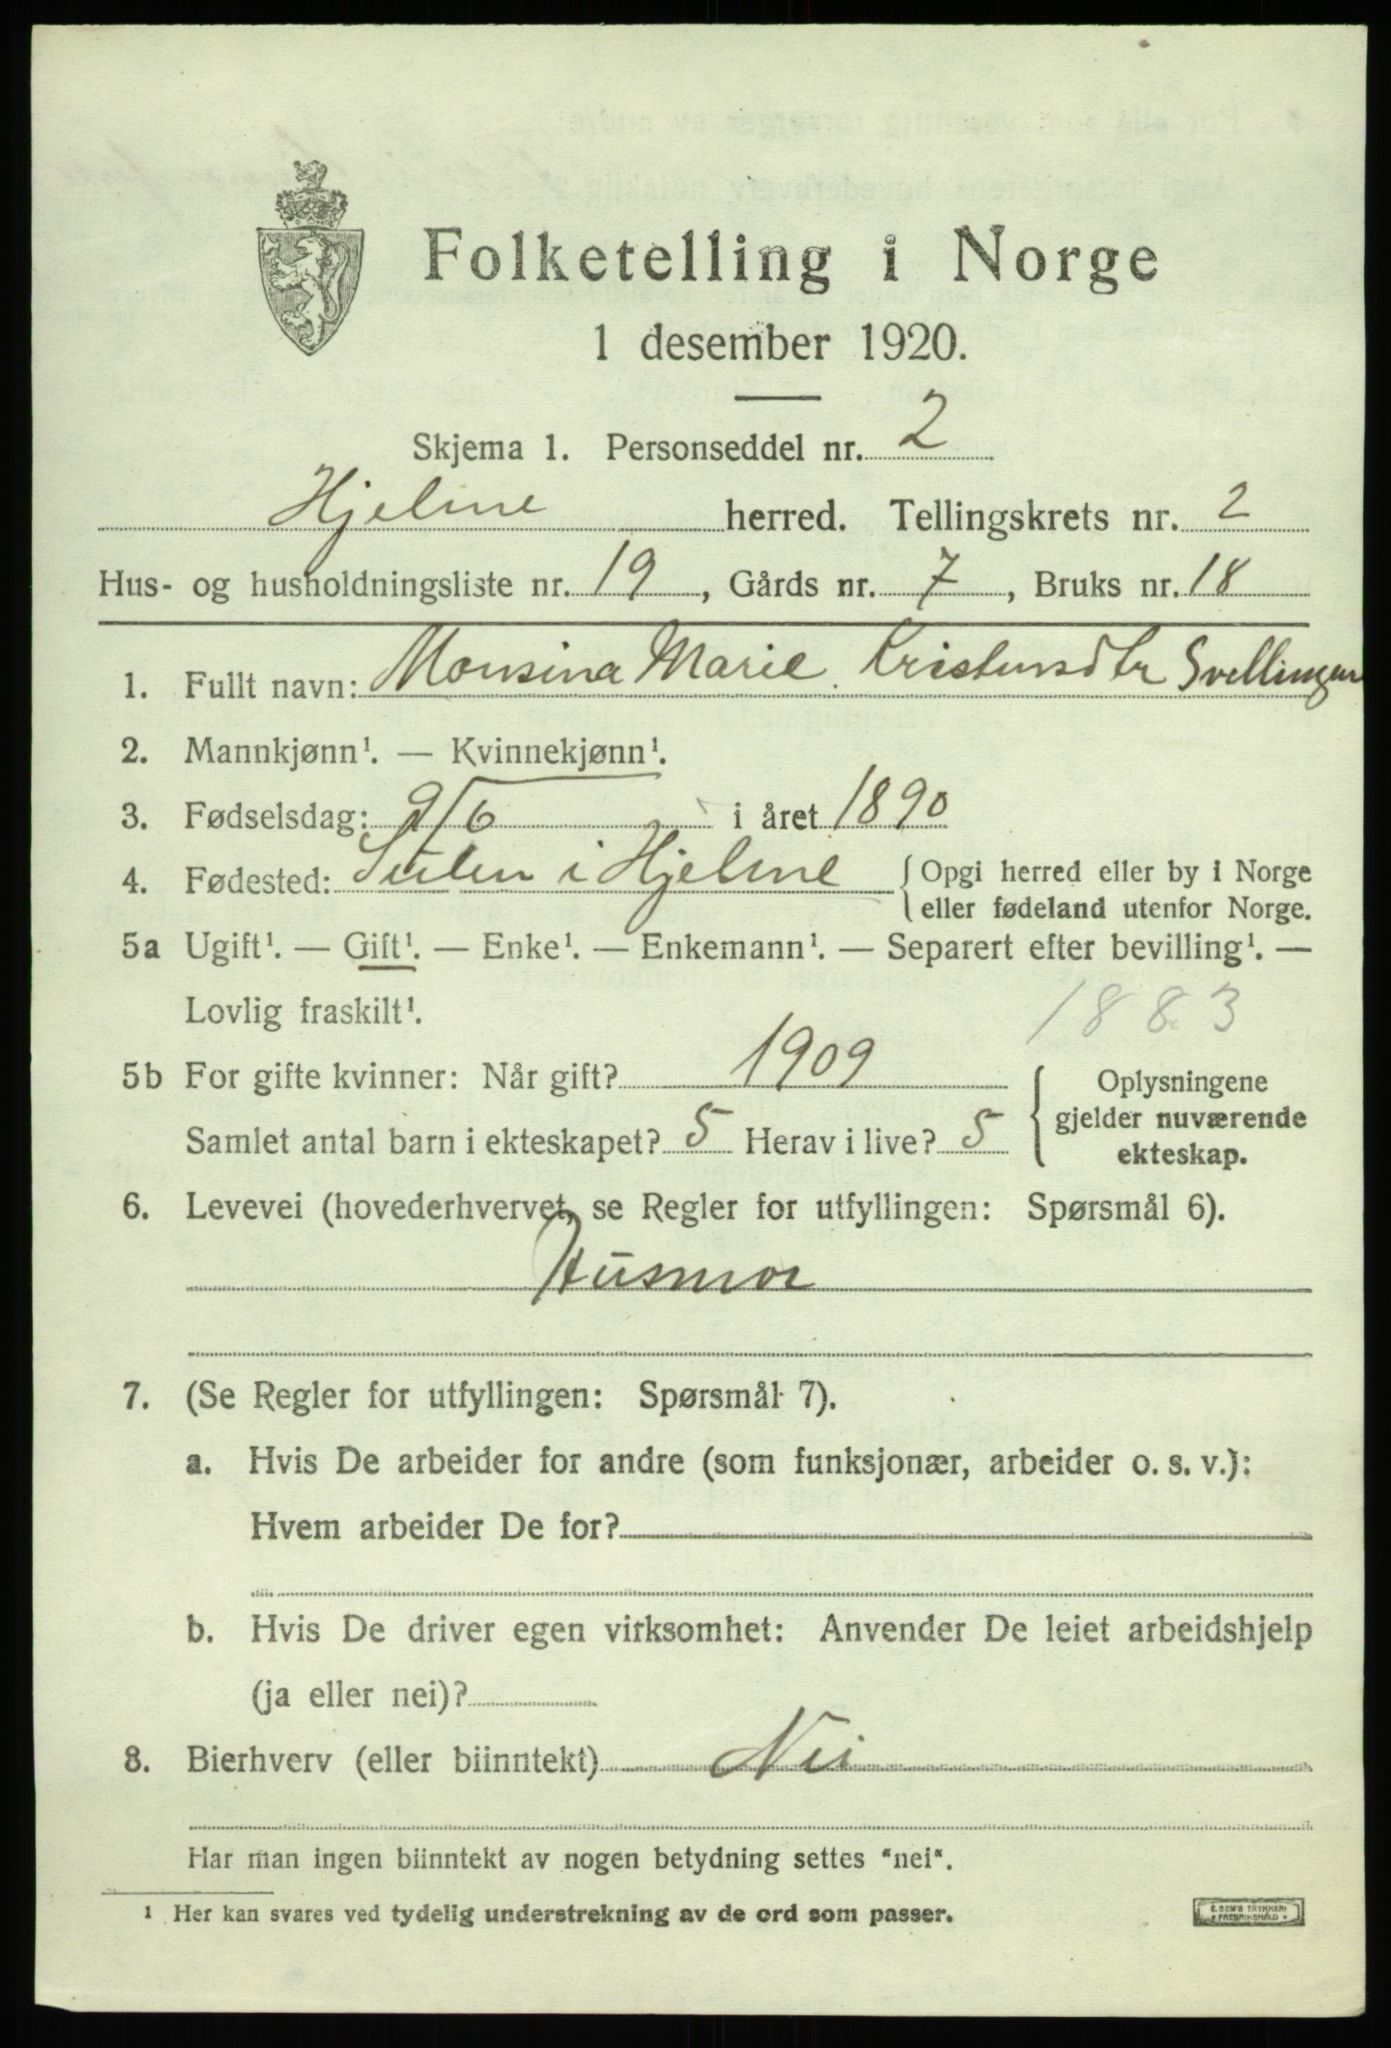 Folketelling i Norge
1 desember 1920.
Skjema 1. Personseddel nr. 2
Hjelme herred. Tellingskrets nr. 2
Hus- og husholdningsliste nr. 19, Gårds nr. 7, Bruks nr. 18
1. Fullt navn: Monsina Marie Kristensdtr Svellingen
2. Mannkjønn¹. — Kvinnekjønn¹.
3. Fødselsdag: 9/6 i året 1890
4. Fødested: Sulen i Hjelme { Opgi herred eller by i Norge
eller fødeland utenfor Norge.
5a Ugift¹. — Gift¹. — Enke¹. — Enkemann¹. — Separert efter bevilling¹. —
Lovlig fraskilt¹.
1883
5b For gifte kvinner: Når gift? 1909
Samlet antal barn i ekteskapet? 5 Herav i live? 5
{ Oplysningene
gjelder nuværende
ekteskap.
6. Levevei (hovederhvervet, se Regler for utfyllingen: Spørsmål 6).
Husmor
7. (Se Regler for utfyllingen: Spørsmål 7).
a. Hvis De arbeider for andre (som funksjonær, arbeider o. s. v.):
Hvem arbeider De for?
b. Hvis De driver egen virksomhet: Anvender De leiet arbeidshjelp
(ja eller nei)?
8. Bierhverv (eller biinntekt) Nei
Har man ingen biinntekt av nogen betydning settes "nei".
¹ Her kan svares ved tydelig understrekning av de ord som passer.
E. SEM'S TRYKKERI
FREDRIKSHALD